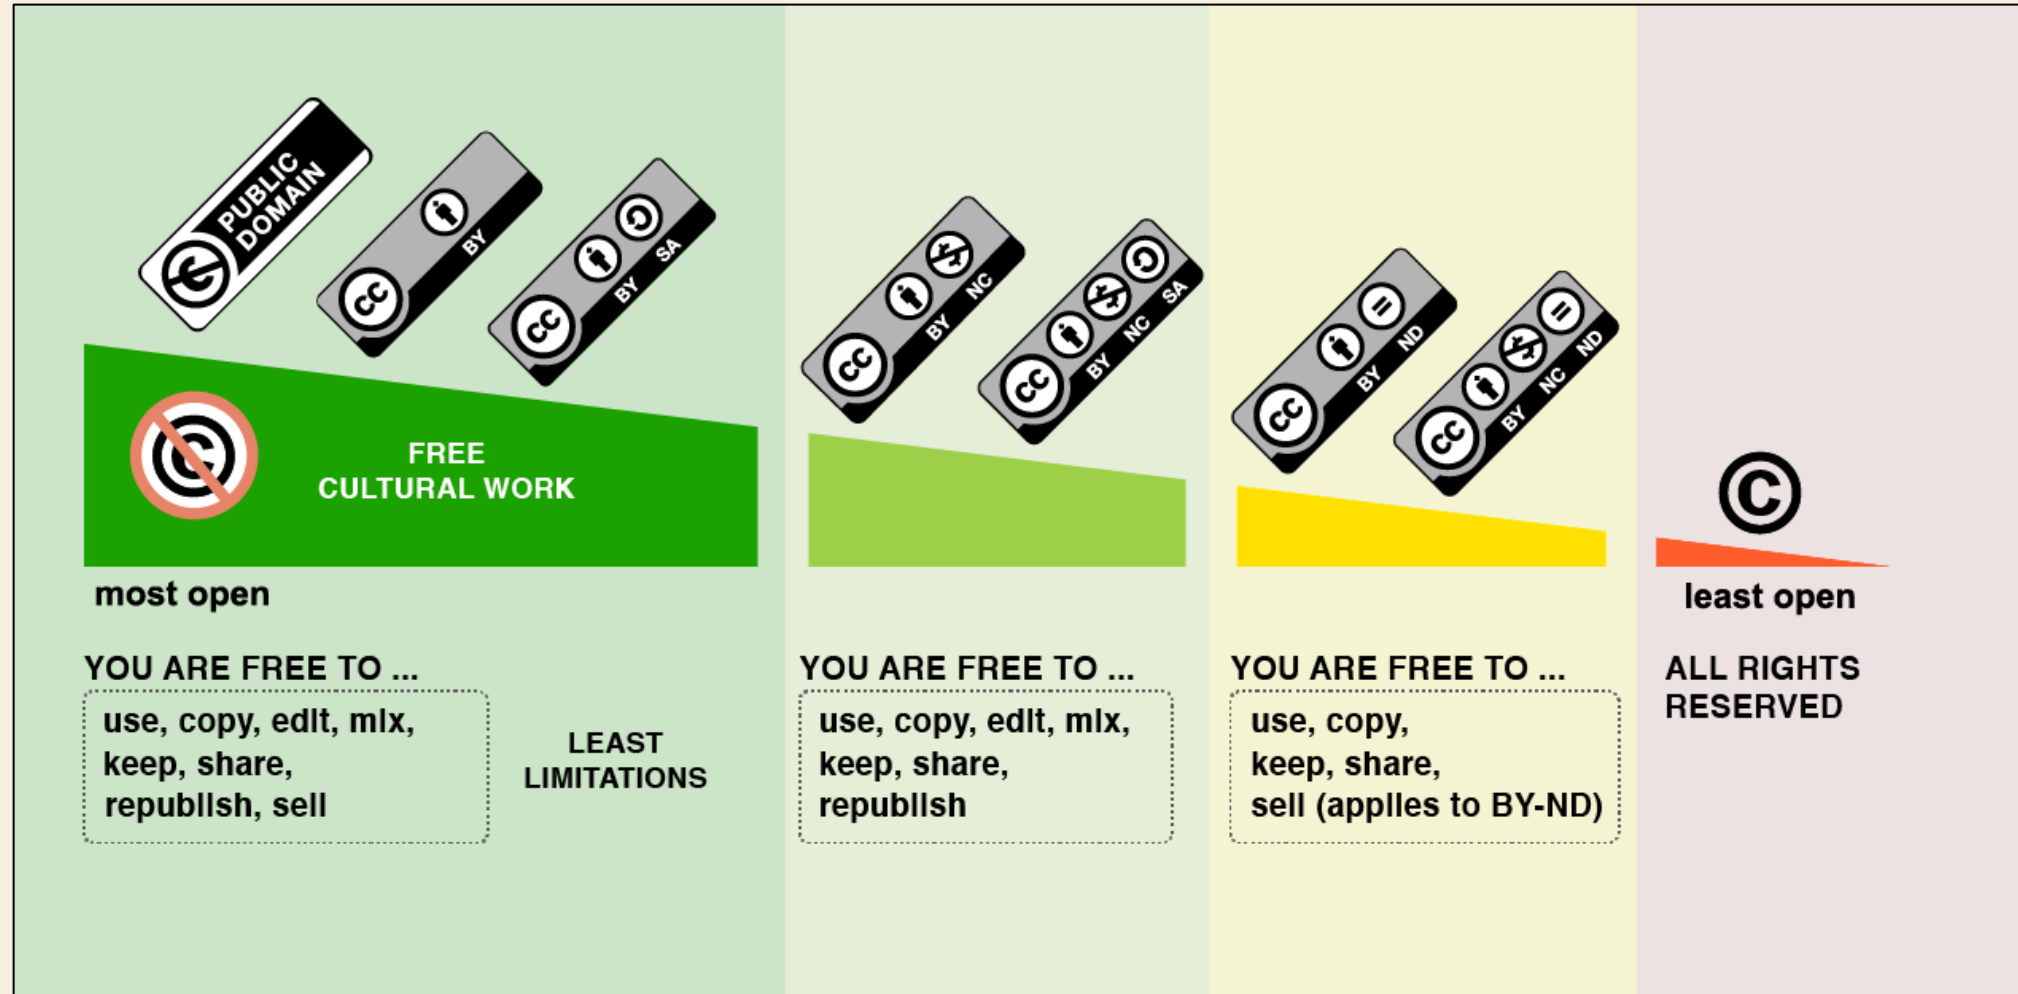 PUBLIC
DOMAIN
CC
BY
CC
BY SA
CC
BY NC
CC
BY NC SA
CC
BY ND
CC
BY NC ND
C
C
FREE
CULTURAL WORK
most open
least open
YOU ARE FREE TO ...
use, copy, edit, mix,
keep, share,
republish, sell
LEAST
LIMITATIONS
YOU ARE FREE TO ...
use, copy, edit, mix,
keep, share,
republish
YOU ARE FREE TO ...
use, copy,
keep, share,
sell (applies to BY-ND)
ALL RIGHTS
RESERVED